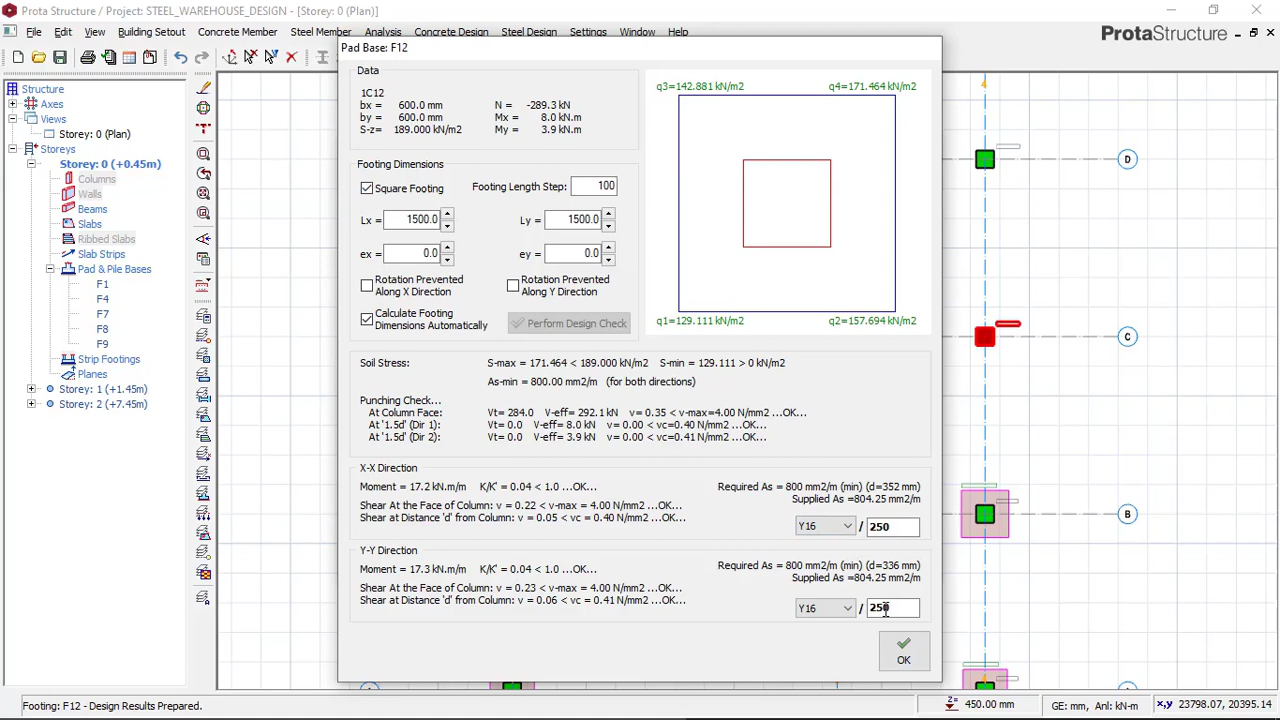 Prota Structure / Project: STEEL_WAREHOUSE_DESIGN - [Storey: 0 (Plan)]
File Edit View Building Setout Concrete Member Steel Member Analysis Concrete Design Steel Design Settings Window Help
ProtaStructure
Structure
Axes
Views
Storey: 0 (Plan)
Storeys
Storey: 0 (+0.45m)
Columns
Walls
Beams
Slabs
Ribbed Slabs
Slab Strips
Pad & Pile Bases
F1
F4
F7
F8
F9
Strip Footings
Planes
Storey: 1 (+1.45m)
Storey: 2 (+7.45m)
Pad Base: F12
Data
1C12
bx = 600.0 mm N = -289.3 kN
by = 600.0 mm Mx = 8.0 kN.m
S-z= 189.000 kN/m2 My = 3.9 kN.m
Footing Dimensions
Square Footing Footing Length Step: 100
Lx = 1500.0 Ly = 1500.0
ex = 0.0 ey = 0.0
Rotation Prevented Along X Direction
Rotation Prevented Along Y Direction
Calculate Footing Dimensions Automatically
Perform Design Check
q3=142.881 kN/m2 q4=171.464 kN/m2
q1=129.111 kN/m2 q2=157.694 kN/m2
Soil Stress: S-max = 171.464 < 189.000 kN/m2 S-min = 129.111 > 0 kN/m2
As-min = 800.00 mm2/m (for both directions)
Punching Check...
At Column Face: Vt= 284.0 V-eff= 292.1 kN v= 0.35 < v-max=4.00 N/mm2 ...OK...
At '1.5d' (Dir 1): Vt= 0.0 V-eff= 8.0 kN v= 0.00 < vc=0.40 N/mm2 ...OK...
At '1.5d' (Dir 2): Vt= 0.0 V-eff= 3.9 kN v= 0.00 < vc=0.41 N/mm2 ...OK...
X-X Direction
Moment = 17.2 kN.m/m K/K' = 0.04 < 1.0 ...OK...
Required As = 800 mm2/m (min) (d=352 mm)
Supplied As=804.25 mm2/m
Shear At the Face of Column: v = 0.22 < v-max = 4.00 N/mm2 ...OK...
Shear at Distance 'd' from Column: v = 0.05 < vc = 0.40 N/mm2 ...OK...
Y16 / 250
Y-Y Direction
Moment = 17.3 kN.m/m K/K' = 0.04 < 1.0 ...OK...
Required As = 800 mm2/m (min) (d=336 mm)
Supplied As=804.25 mm2/m
Shear At the Face of Column: v = 0.23 < v-max = 4.00 N/mm2 ...OK...
Shear at Distance 'd' from Column: v = 0.06 < vc = 0.41 N/mm2 ...OK...
Y16 / 250
OK
4
D
C
B
Footing: F12 - Design Results Prepared.
Z= 450.00 mm GE: mm, Anl: kN-m x,y 23798.07, 20395.14